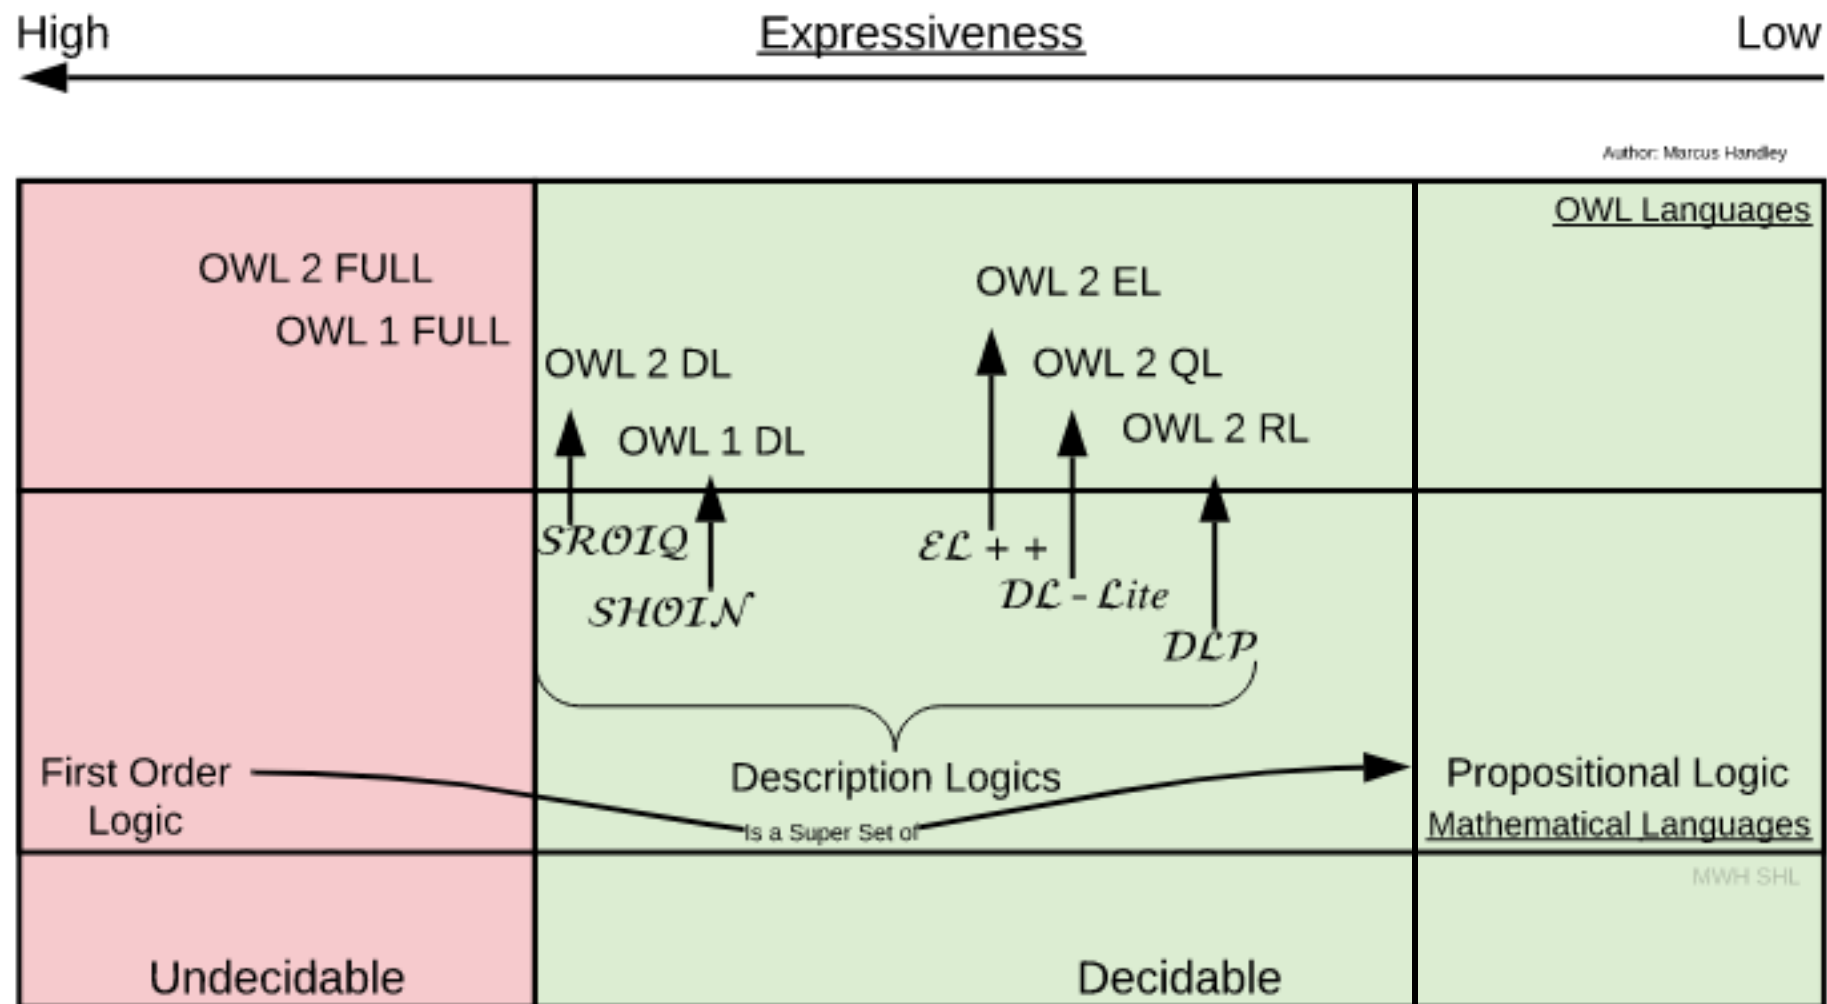 High Expressiveness Low
Author: Marcus Handley
OWL Languages
OWL 2 FULL
OWL 1 FULL
OWL 2 EL
OWL 2 DL
OWL 2 QL
OWL 1 DL
OWL 2 RL
SROIQ
EL + +
SHOIN
DL - Lite
DLP
First Order
Logic
Description Logics
Is a Super Set of
Propositional Logic
Mathematical Languages
MWH SHL
Undecidable
Decidable